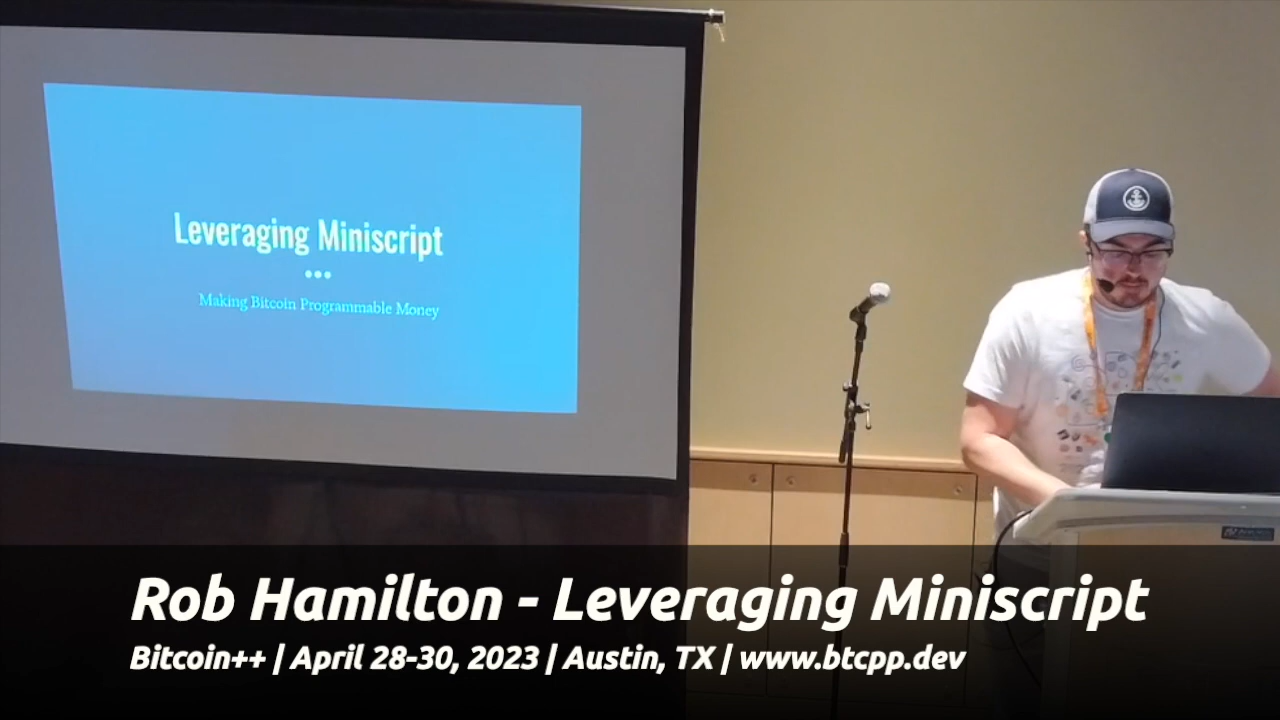 Leveraging Miniscript
Making Bitcoin Programmable Money
Rob Hamilton - Leveraging Miniscript
Bitcoin++ | April 28-30, 2023 | Austin, TX | www.btcpp.dev